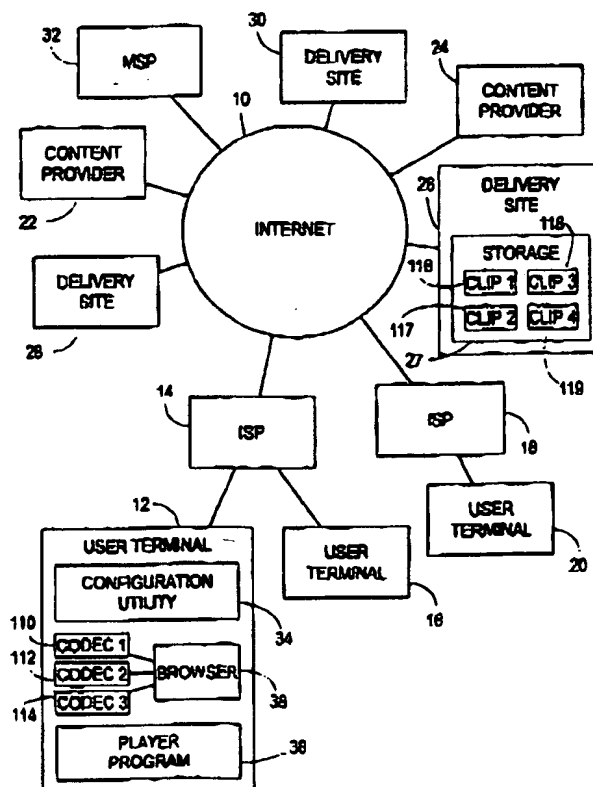 32
MSP
30
DELIVERY
SITE
24
CONTENT
PROVIDER
10
CONTENT
PROVIDER
22
INTERNET
26
DELIVERY
SITE
STORAGE
116
118
CLIP 1
CLIP 3
117
CLIP 2
CLIP 4
27
119
DELIVERY
SITE
28
14
ISP
ISP
18
12
USER TERMINAL
CONFIGURATION
UTILITY
34
USER
TERMINAL
16
USER
TERMINAL
20
110
CODEC 1
112
CODEC 2
114
CODEC 3
BROWSER
38
PLAYER
PROGRAM
36